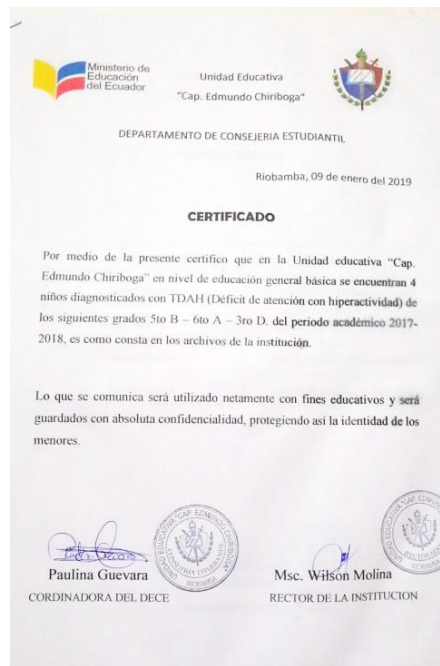 Ministerio de
Educación
del Ecuador
Unidad Educativa
"Cap. Edmundo Chiriboga"
DEPARTAMENTO DE CONSEJERIA ESTUDIANTIL
Riobamba, 09 de enero del 2019
CERTIFICADO
Por medio de la presente certifico que en la Unidad educativa "Cap.
Edmundo Chiriboga" en nivel de educación general básica se encuentran 4
niños diagnosticados con TDAH (Déficit de atención con hiperactividad) de
los siguientes grados 5to B – 6to A – 3ro D. del periodo académico 2017-
2018, es como consta en los archivos de la institución.
Lo que se comunica será utilizado netamente con fines educativos y será
guardados con absoluta confidencialidad, protegiendo así la identidad de los
menores.
Paulina Guevara
CORDINADORA DEL DECE
Msc. Wilson Molina
RECTOR DE LA INSTITUCION